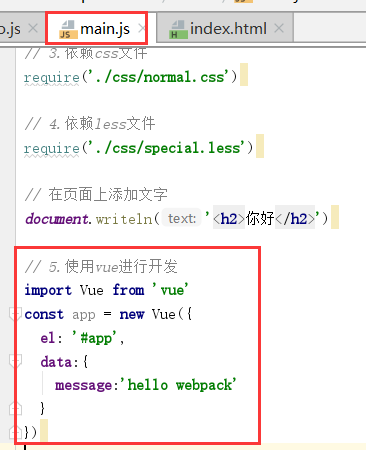 o.js × main.js × index.html ×
// 3.依赖css文件
require('./css/normal.css')
// 4.依赖less文件
require('./css/special.less')
// 在页面上添加文字
document.writeln( text: '<h2>你好</h2>')
// 5.使用vue进行开发
import Vue from 'vue'
const app = new Vue({
el: '#app',
data:{
message:'hello webpack'
}
})